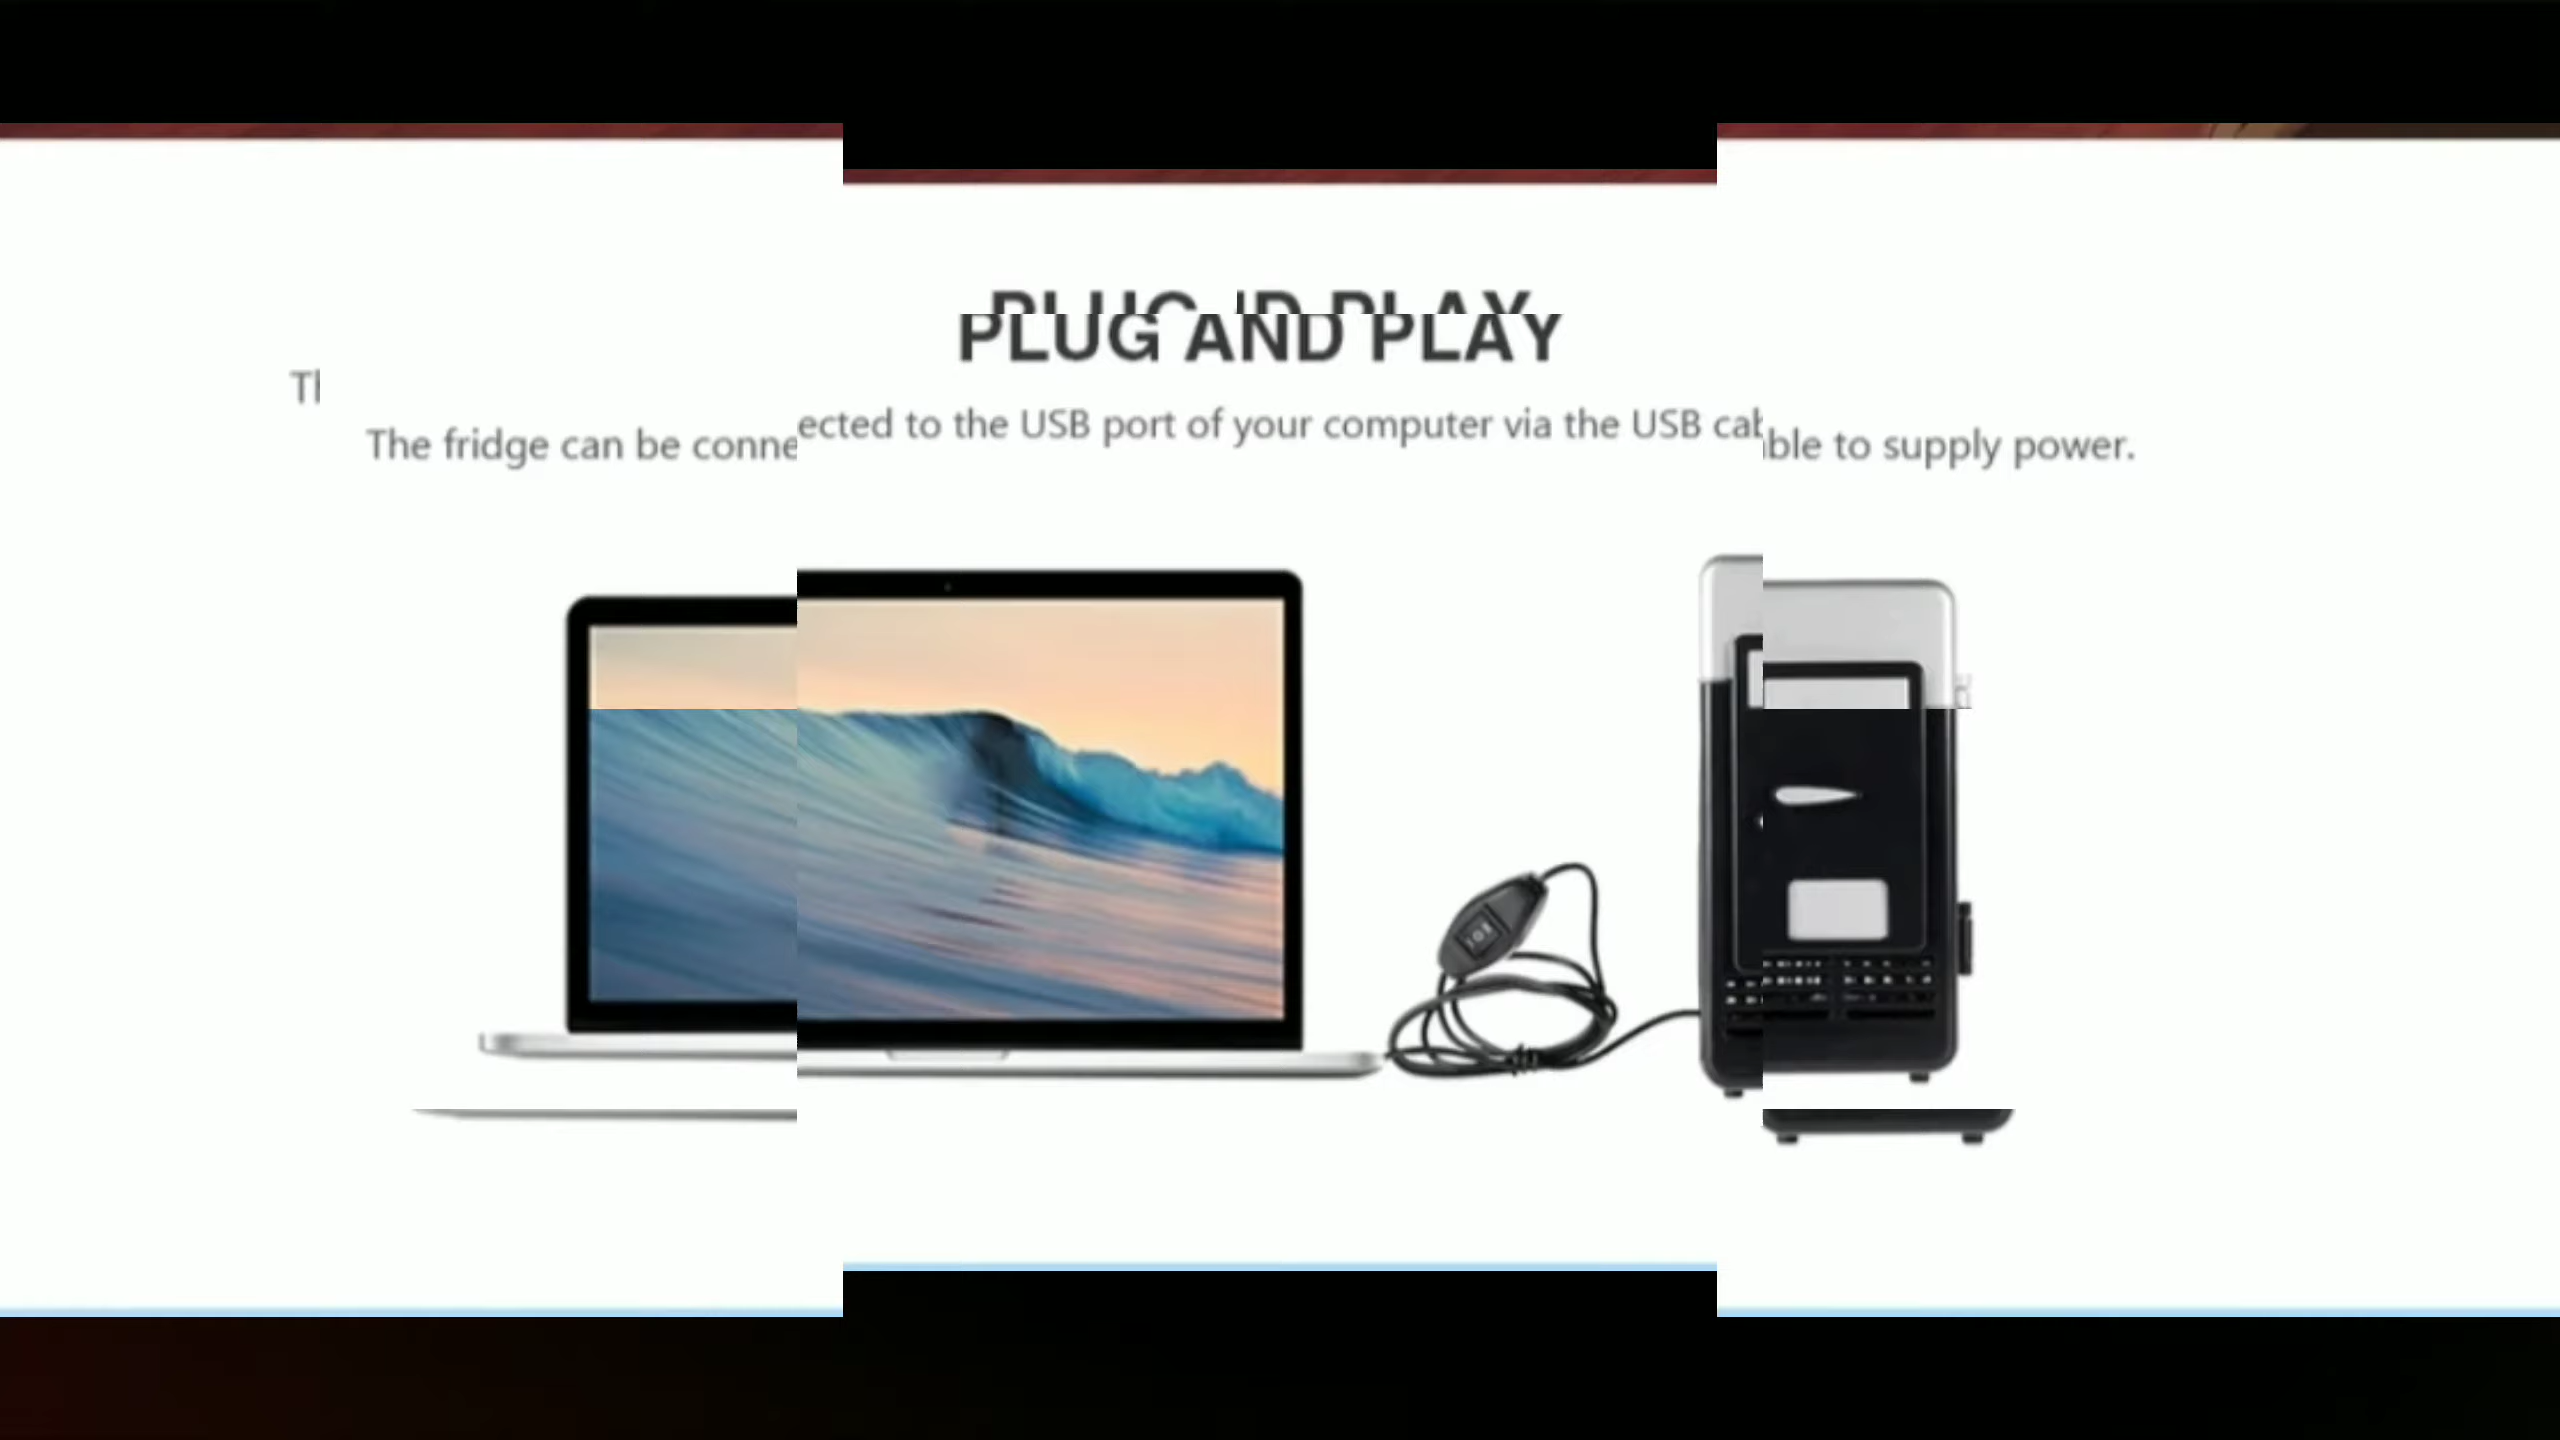 PLUG AND PLAY
The fridge can be connected to the USB port of your computer via the USB cable to supply power.